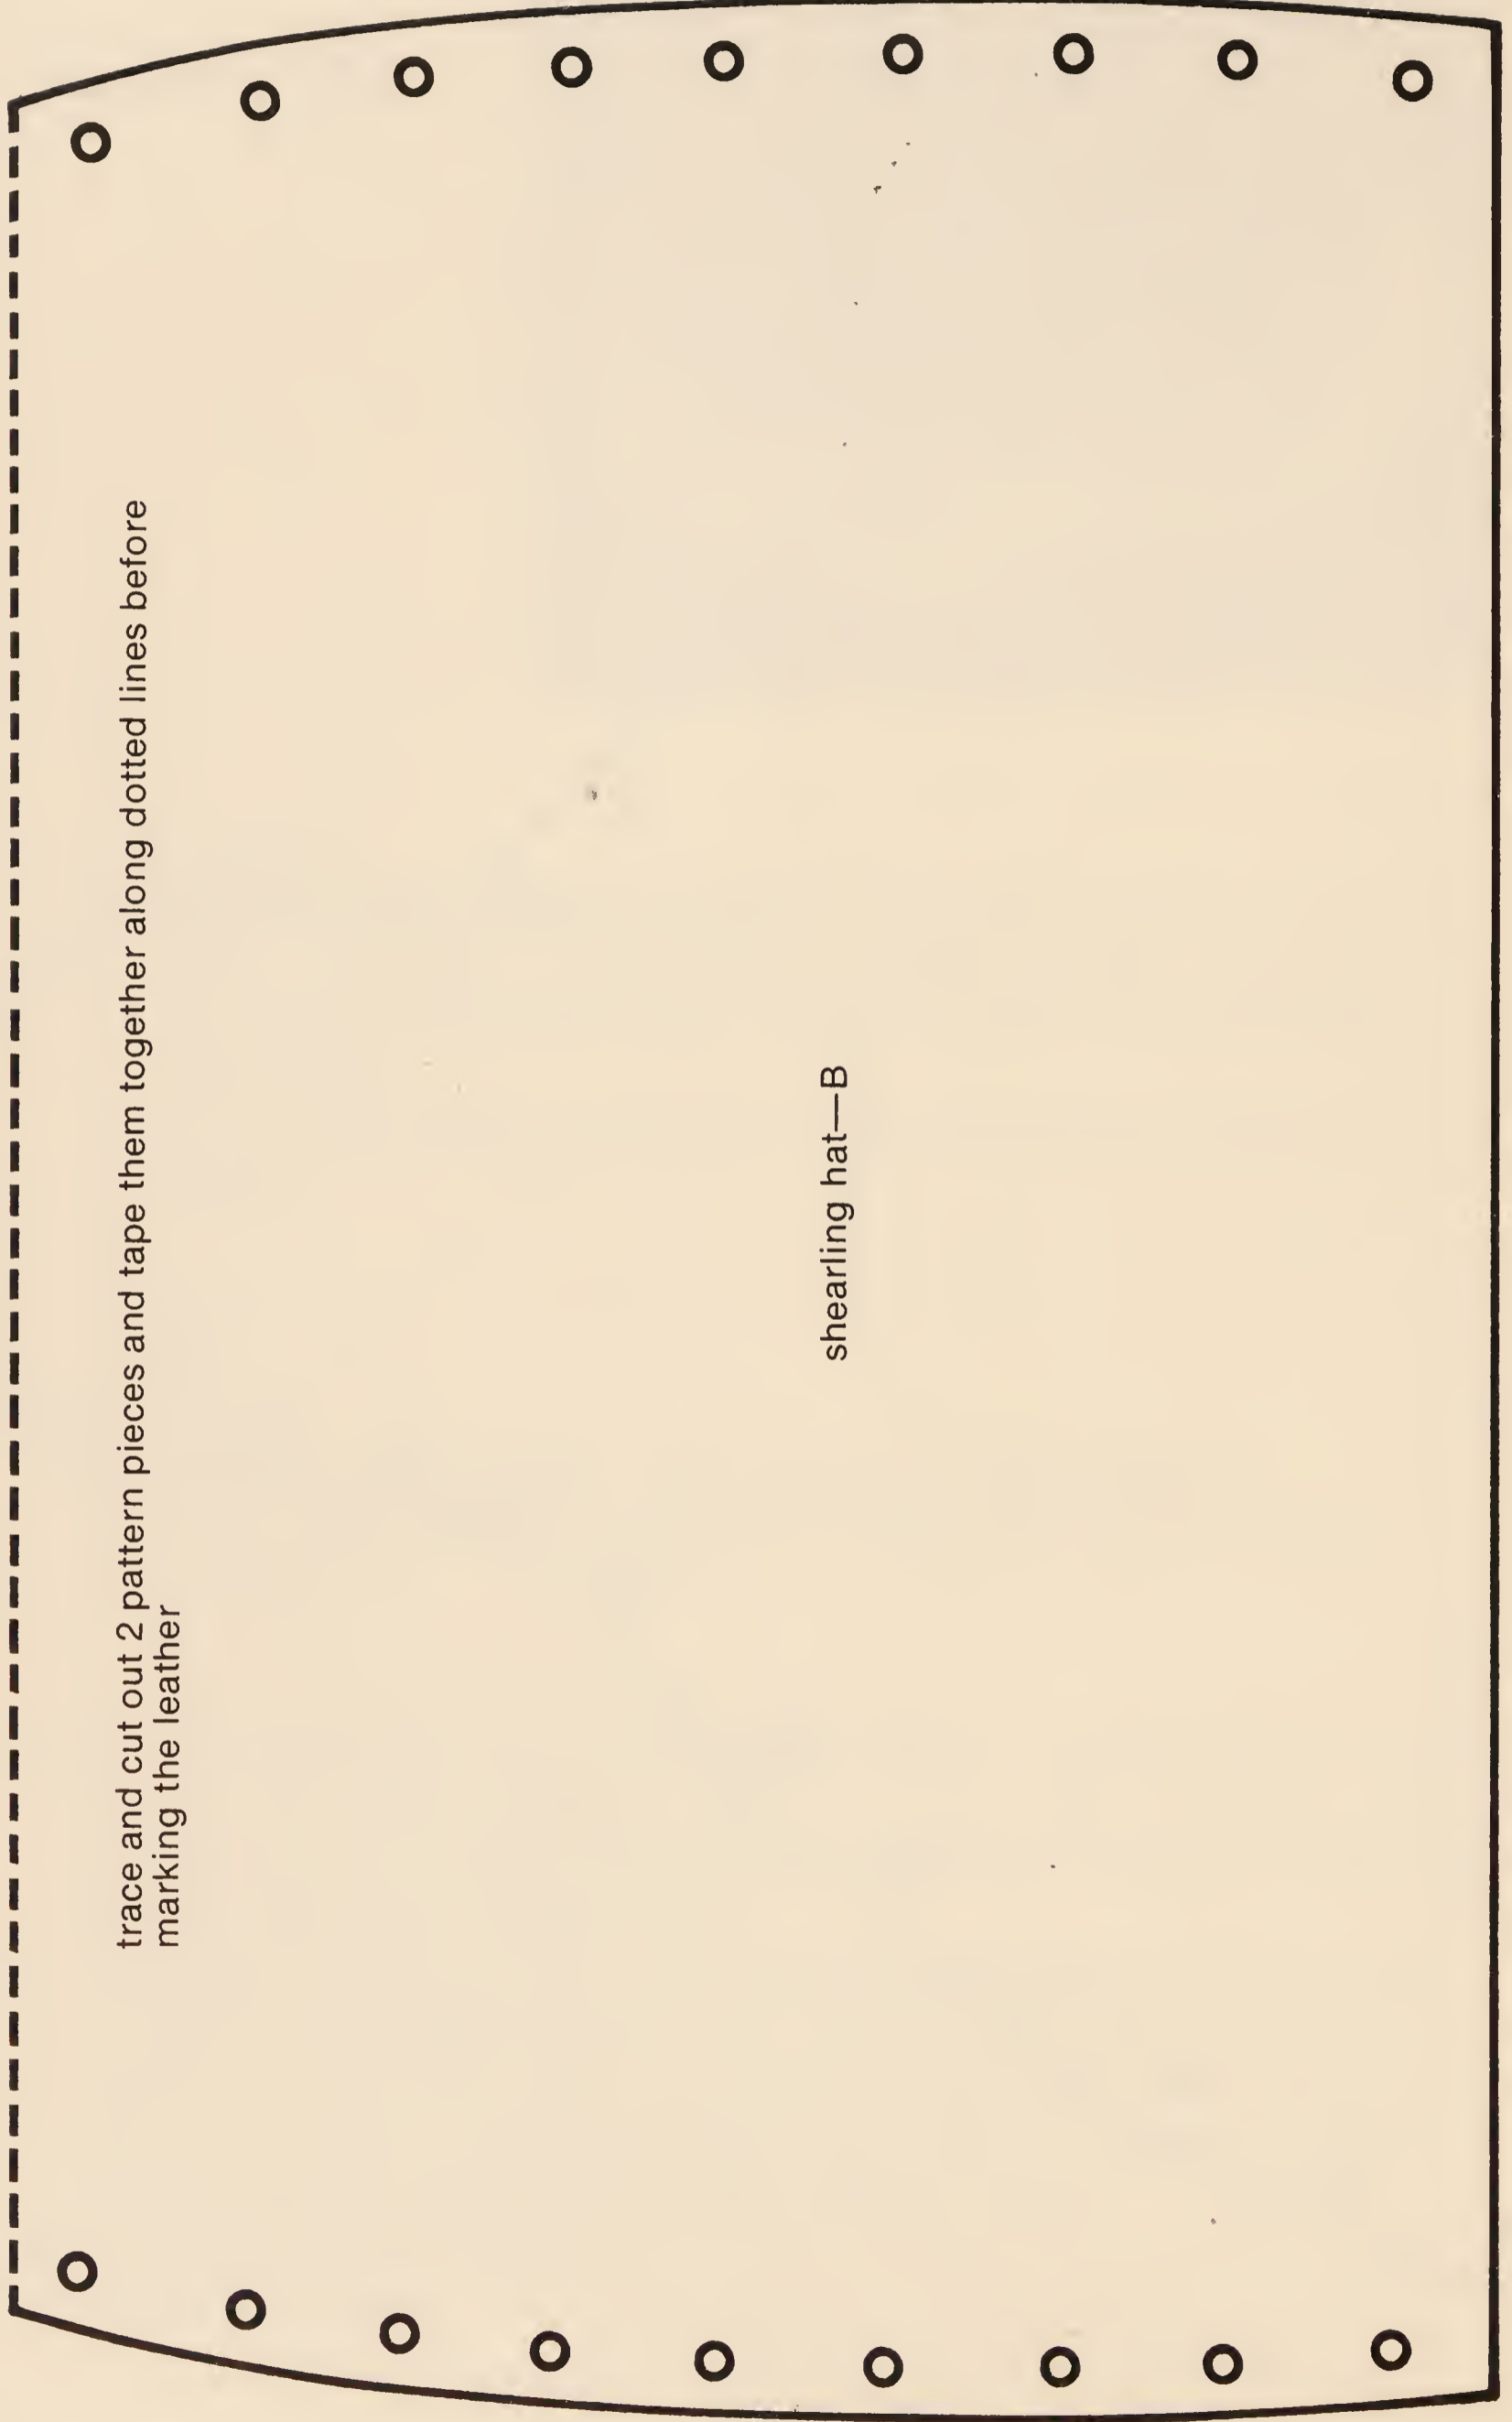 trace and cut out 2 pattern pieces and tape them together along dotted lines before
marking the leather
shearling hat—B